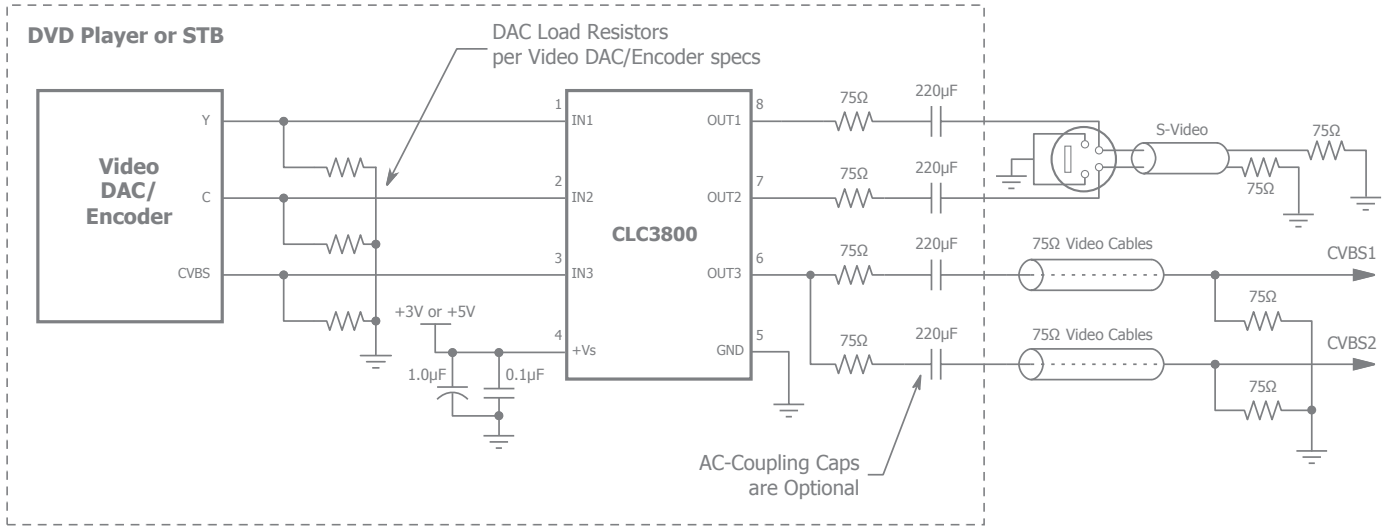 DVD Player or STB
DAC Load Resistors
per Video DAC/Encoder specs
Video
DAC/
Encoder
Y
C
CVBS
1
2
3
4
IN1
IN2
IN3
+Vs
CLC3800
OUT1
OUT2
OUT3
GND
8
7
6
5
+3V or +5V
1.0µF
0.1µF
75Ω
220µF
75Ω
220µF
75Ω
220µF
75Ω
220µF
S-Video
75Ω
75Ω
75Ω Video Cables
CVBS1
75Ω
75Ω Video Cables
CVBS2
75Ω
AC-Coupling Caps
are Optional